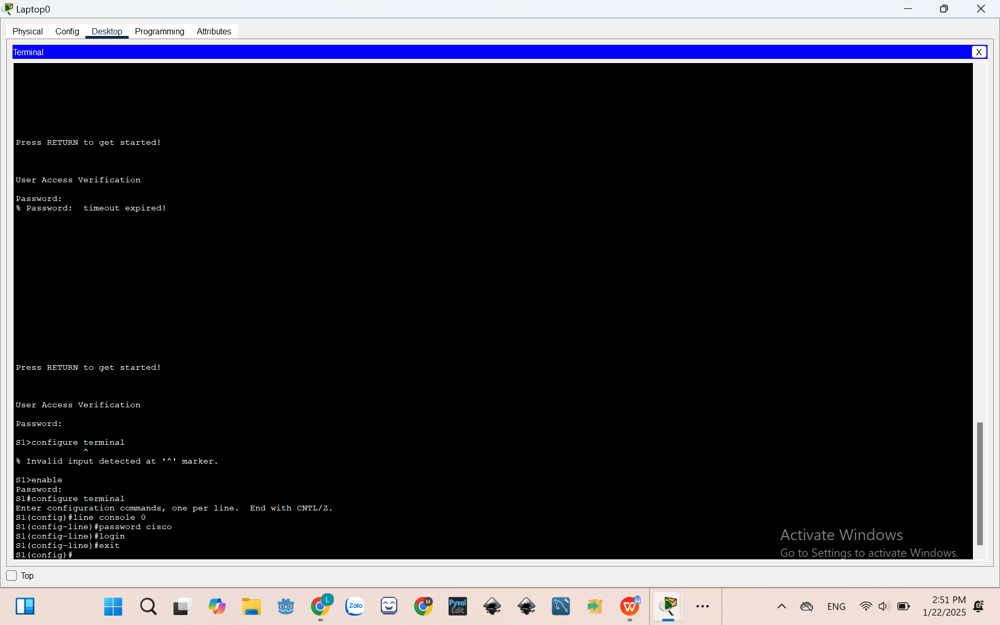 Laptop0
Physical Config Desktop Programming Attributes
Terminal
X
Press RETURN to get started!
User Access Verification
Password:
% Password:  timeout expired!
Press RETURN to get started!
User Access Verification
Password:
S1>configure terminal
^
% Invalid input detected at '^' marker.
S1>enable
Password:
S1#configure terminal
Enter configuration commands, one per line.  End with CNTL/Z.
S1(config)#line console 0
S1(config-line)#password cisco
S1(config-line)#login
S1(config-line)#exit
S1(config)#
Activate Windows
Go to Settings to activate Windows.
Top
L
Zalo
M
Pyxel
Edit
W
W
ENG
2:51 PM
1/22/2025